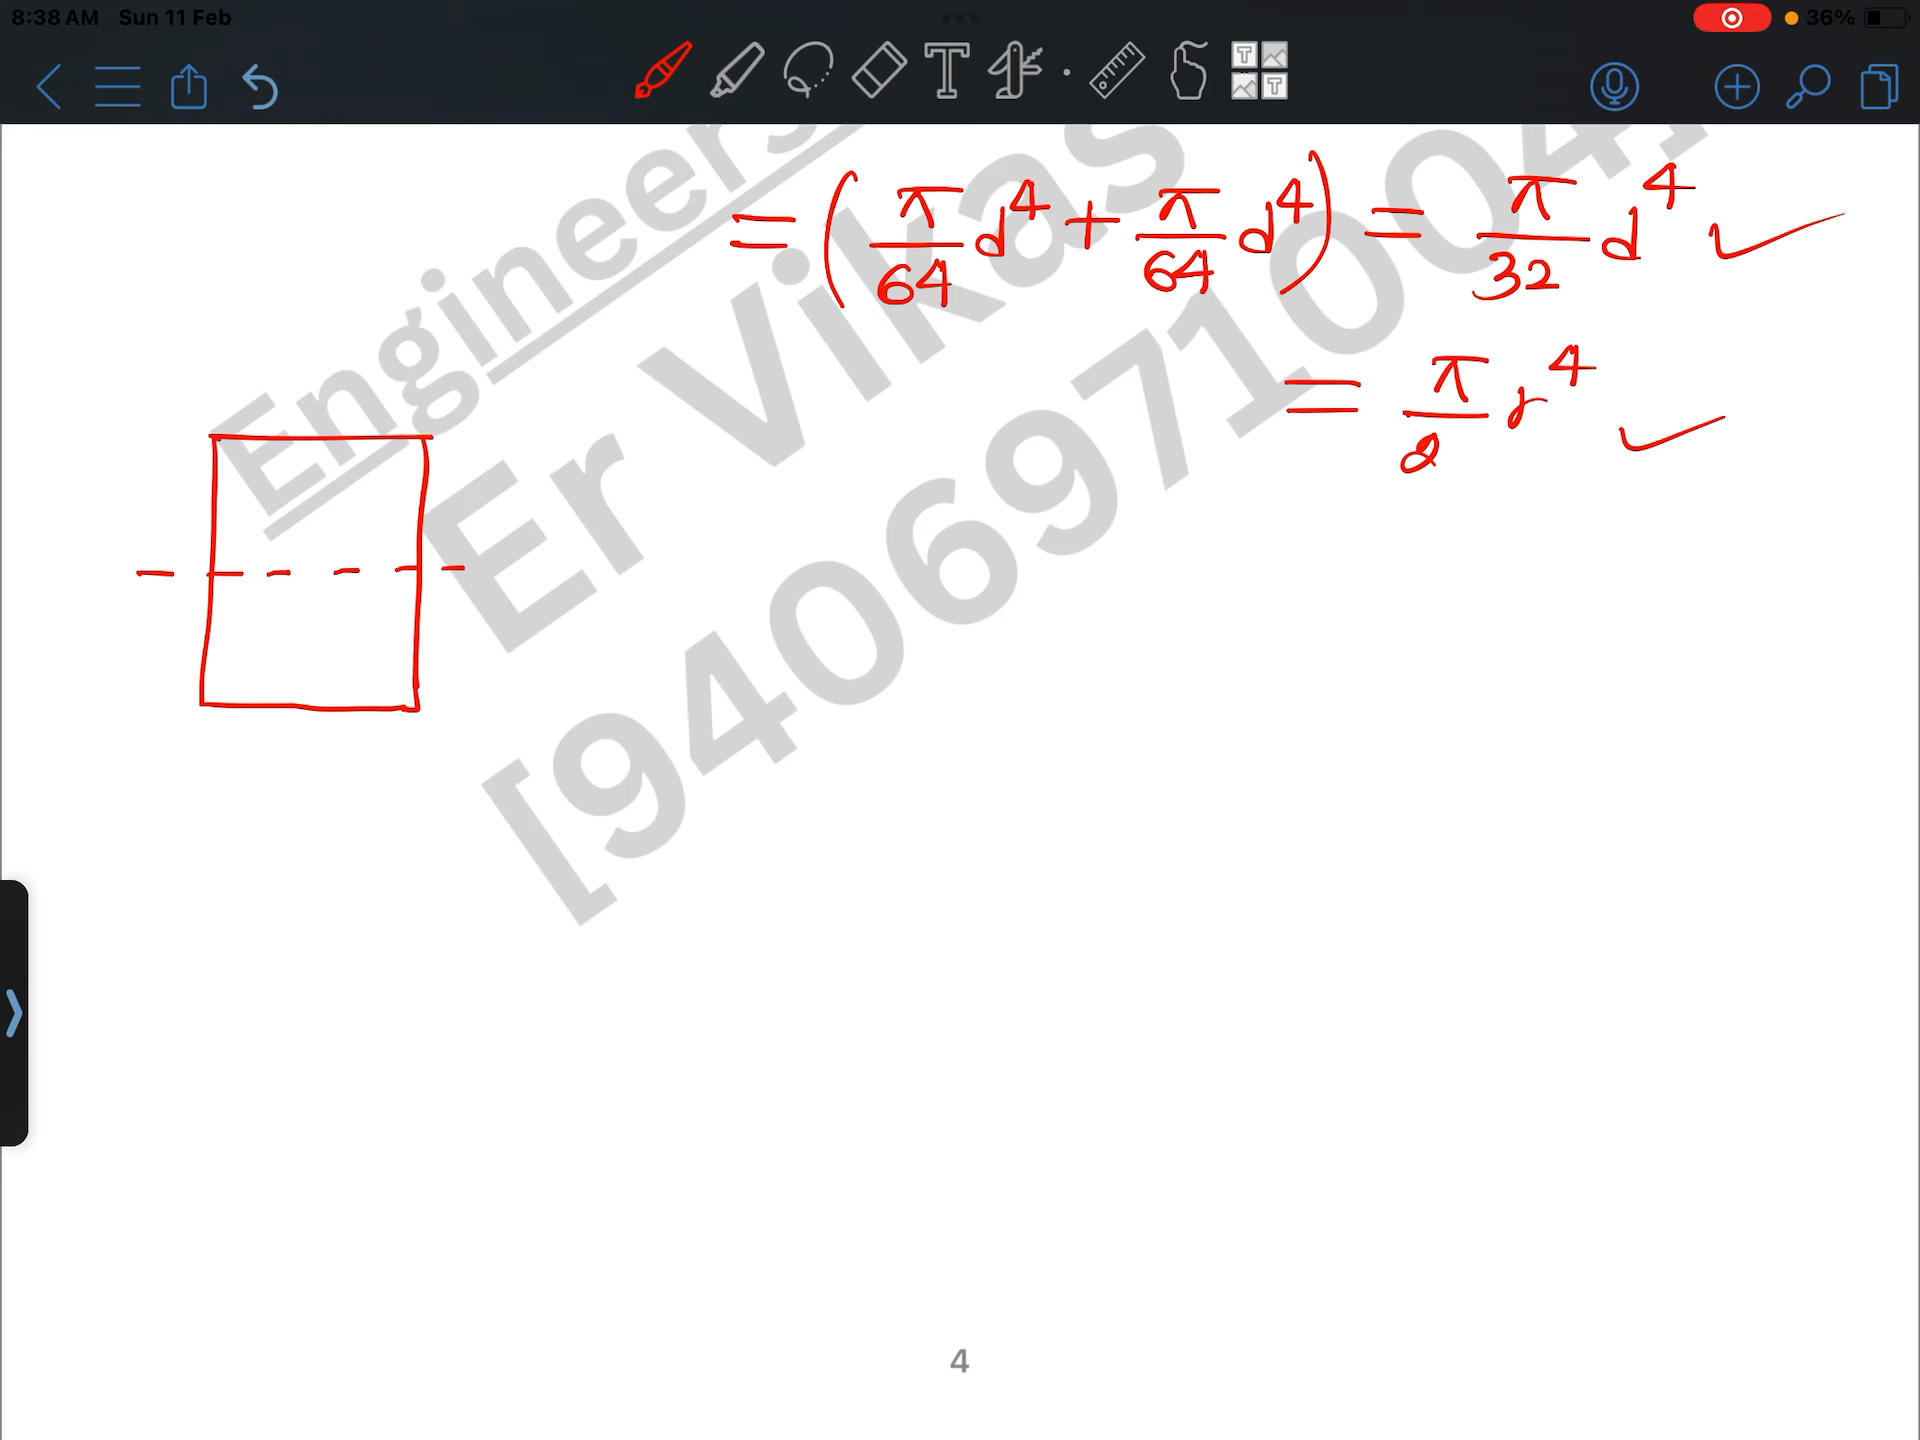 8:38 AM Sun 11 Feb
36%
= (π/64 d⁴ + π/64 d⁴) = π/32 d⁴ ✓
= π/2 r⁴ ✓
Engineers
Er Vikas
[9406971004]
4